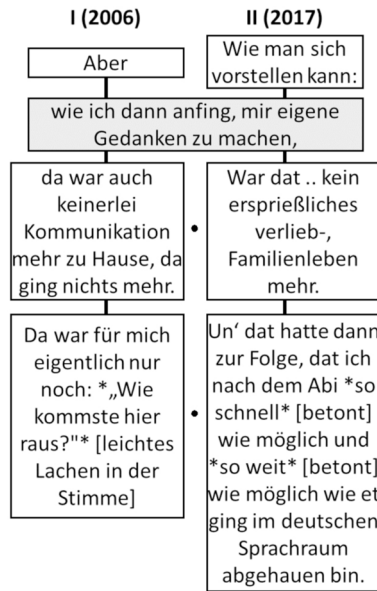 I (2006)
II (2017)
Aber
Wie man sich
vorstellen kann:
wie ich dann anfing, mir eigene
Gedanken zu machen,
da war auch
keinerlei
Kommunikation
mehr zu Hause, da
ging nichts mehr.
•
War dat .. kein
ersprießliches
verlieb-,
Familienleben
mehr.
Da war für mich
eigentlich nur
noch: *„Wie
kommste hier
raus?"* [leichtes
Lachen in der
Stimme]
•
Un‘ dat hatte dann
zur Folge, dat ich
nach dem Abi *so
schnell* [betont]
wie möglich und
*so weit* [betont]
wie möglich wie et
ging im deutschen
Sprachraum
abgehauen bin.